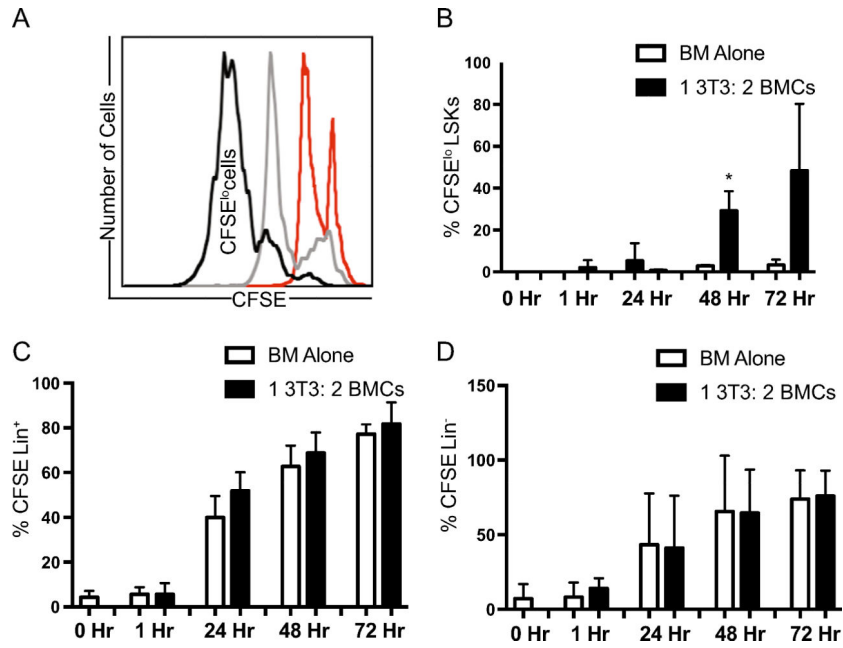 A
Number of Cells
CFSEˡᵒcells
CFSE
B
BM Alone
1 3T3: 2 BMCs
% CFSEˡᵒ LSKs
100
80
60
40
20
0
*
0 Hr 1 Hr 24 Hr 48 Hr 72 Hr
C
BM Alone
1 3T3: 2 BMCs
% CFSE Lin⁺
100
80
60
40
20
0
0 Hr 1 Hr 24 Hr 48 Hr 72 Hr
D
BM Alone
1 3T3: 2 BMCs
% CFSE Lin⁻
150
100
50
0
0 Hr 1 Hr 24 Hr 48 Hr 72 Hr